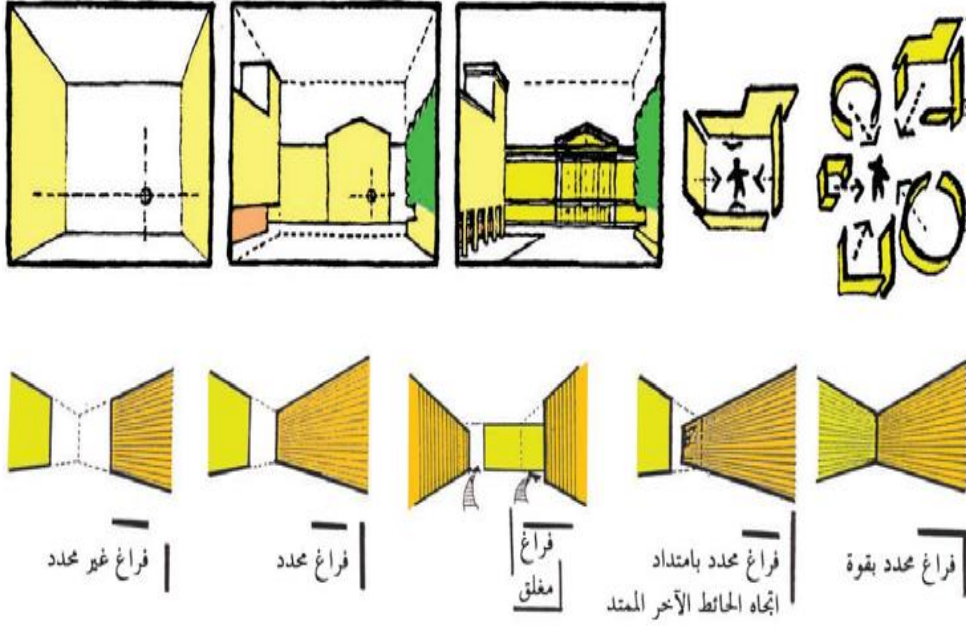 فراغ محدد بقوة
فراغ محدد بامتداد
اتجاه الحائط الآخر الممتد
فراغ
مغلق
فراغ محدد
فراغ غير محدد